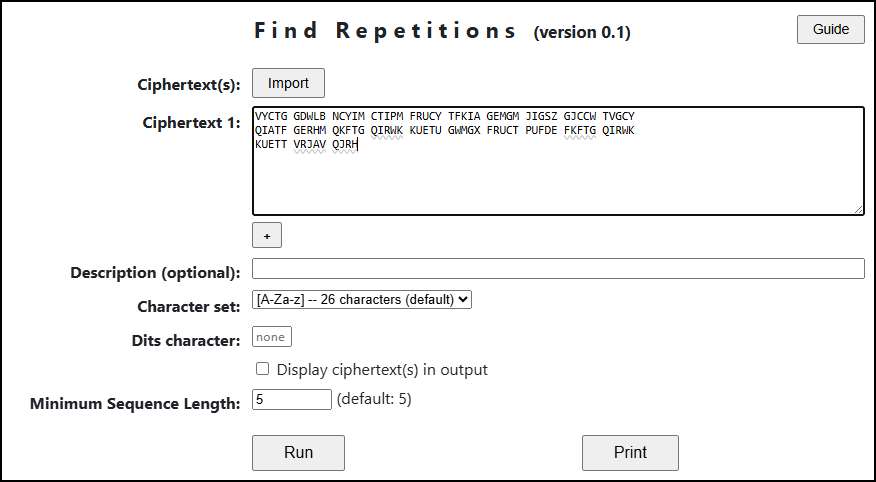 Find Repetitions (version 0.1)
Guide
Ciphertext(s):
Import
Ciphertext 1:
VYCTG GDWLB NCYIM CTIPM FRUCY TFKIA GEMGM JIGSZ GJCCW TVGCY
QIATF GERHM QKFTG QIRWK KUETU GWMGX FRUCT PUFDE FKFTG QIRWK
KUETT VRJAV QJRH
+
Description (optional):
Character set:
[A-Za-z] -- 26 characters (default)
Dits character:
none
Display ciphertext(s) in output
Minimum Sequence Length:
5
(default: 5)
Run
Print